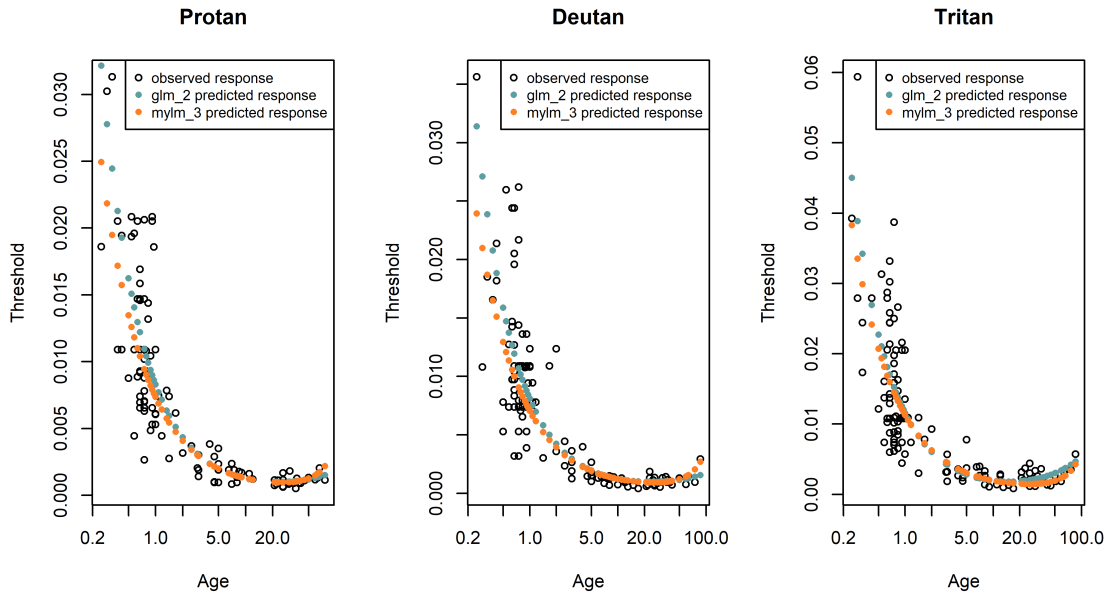 Protan
Threshold
0.000
0.005
0.010
0.015
0.020
0.025
0.030
observed response
glm_2 predicted response
mylm_3 predicted response
0.2
1.0
5.0
20.0
Age
Deutan
Threshold
0.000
0.010
0.020
0.030
observed response
glm_2 predicted response
mylm_3 predicted response
0.2
1.0
5.0
20.0
100.0
Age
Tritan
Threshold
0.00
0.01
0.02
0.03
0.04
0.05
0.06
observed response
glm_2 predicted response
mylm_3 predicted response
0.2
1.0
5.0
20.0
100.0
Age